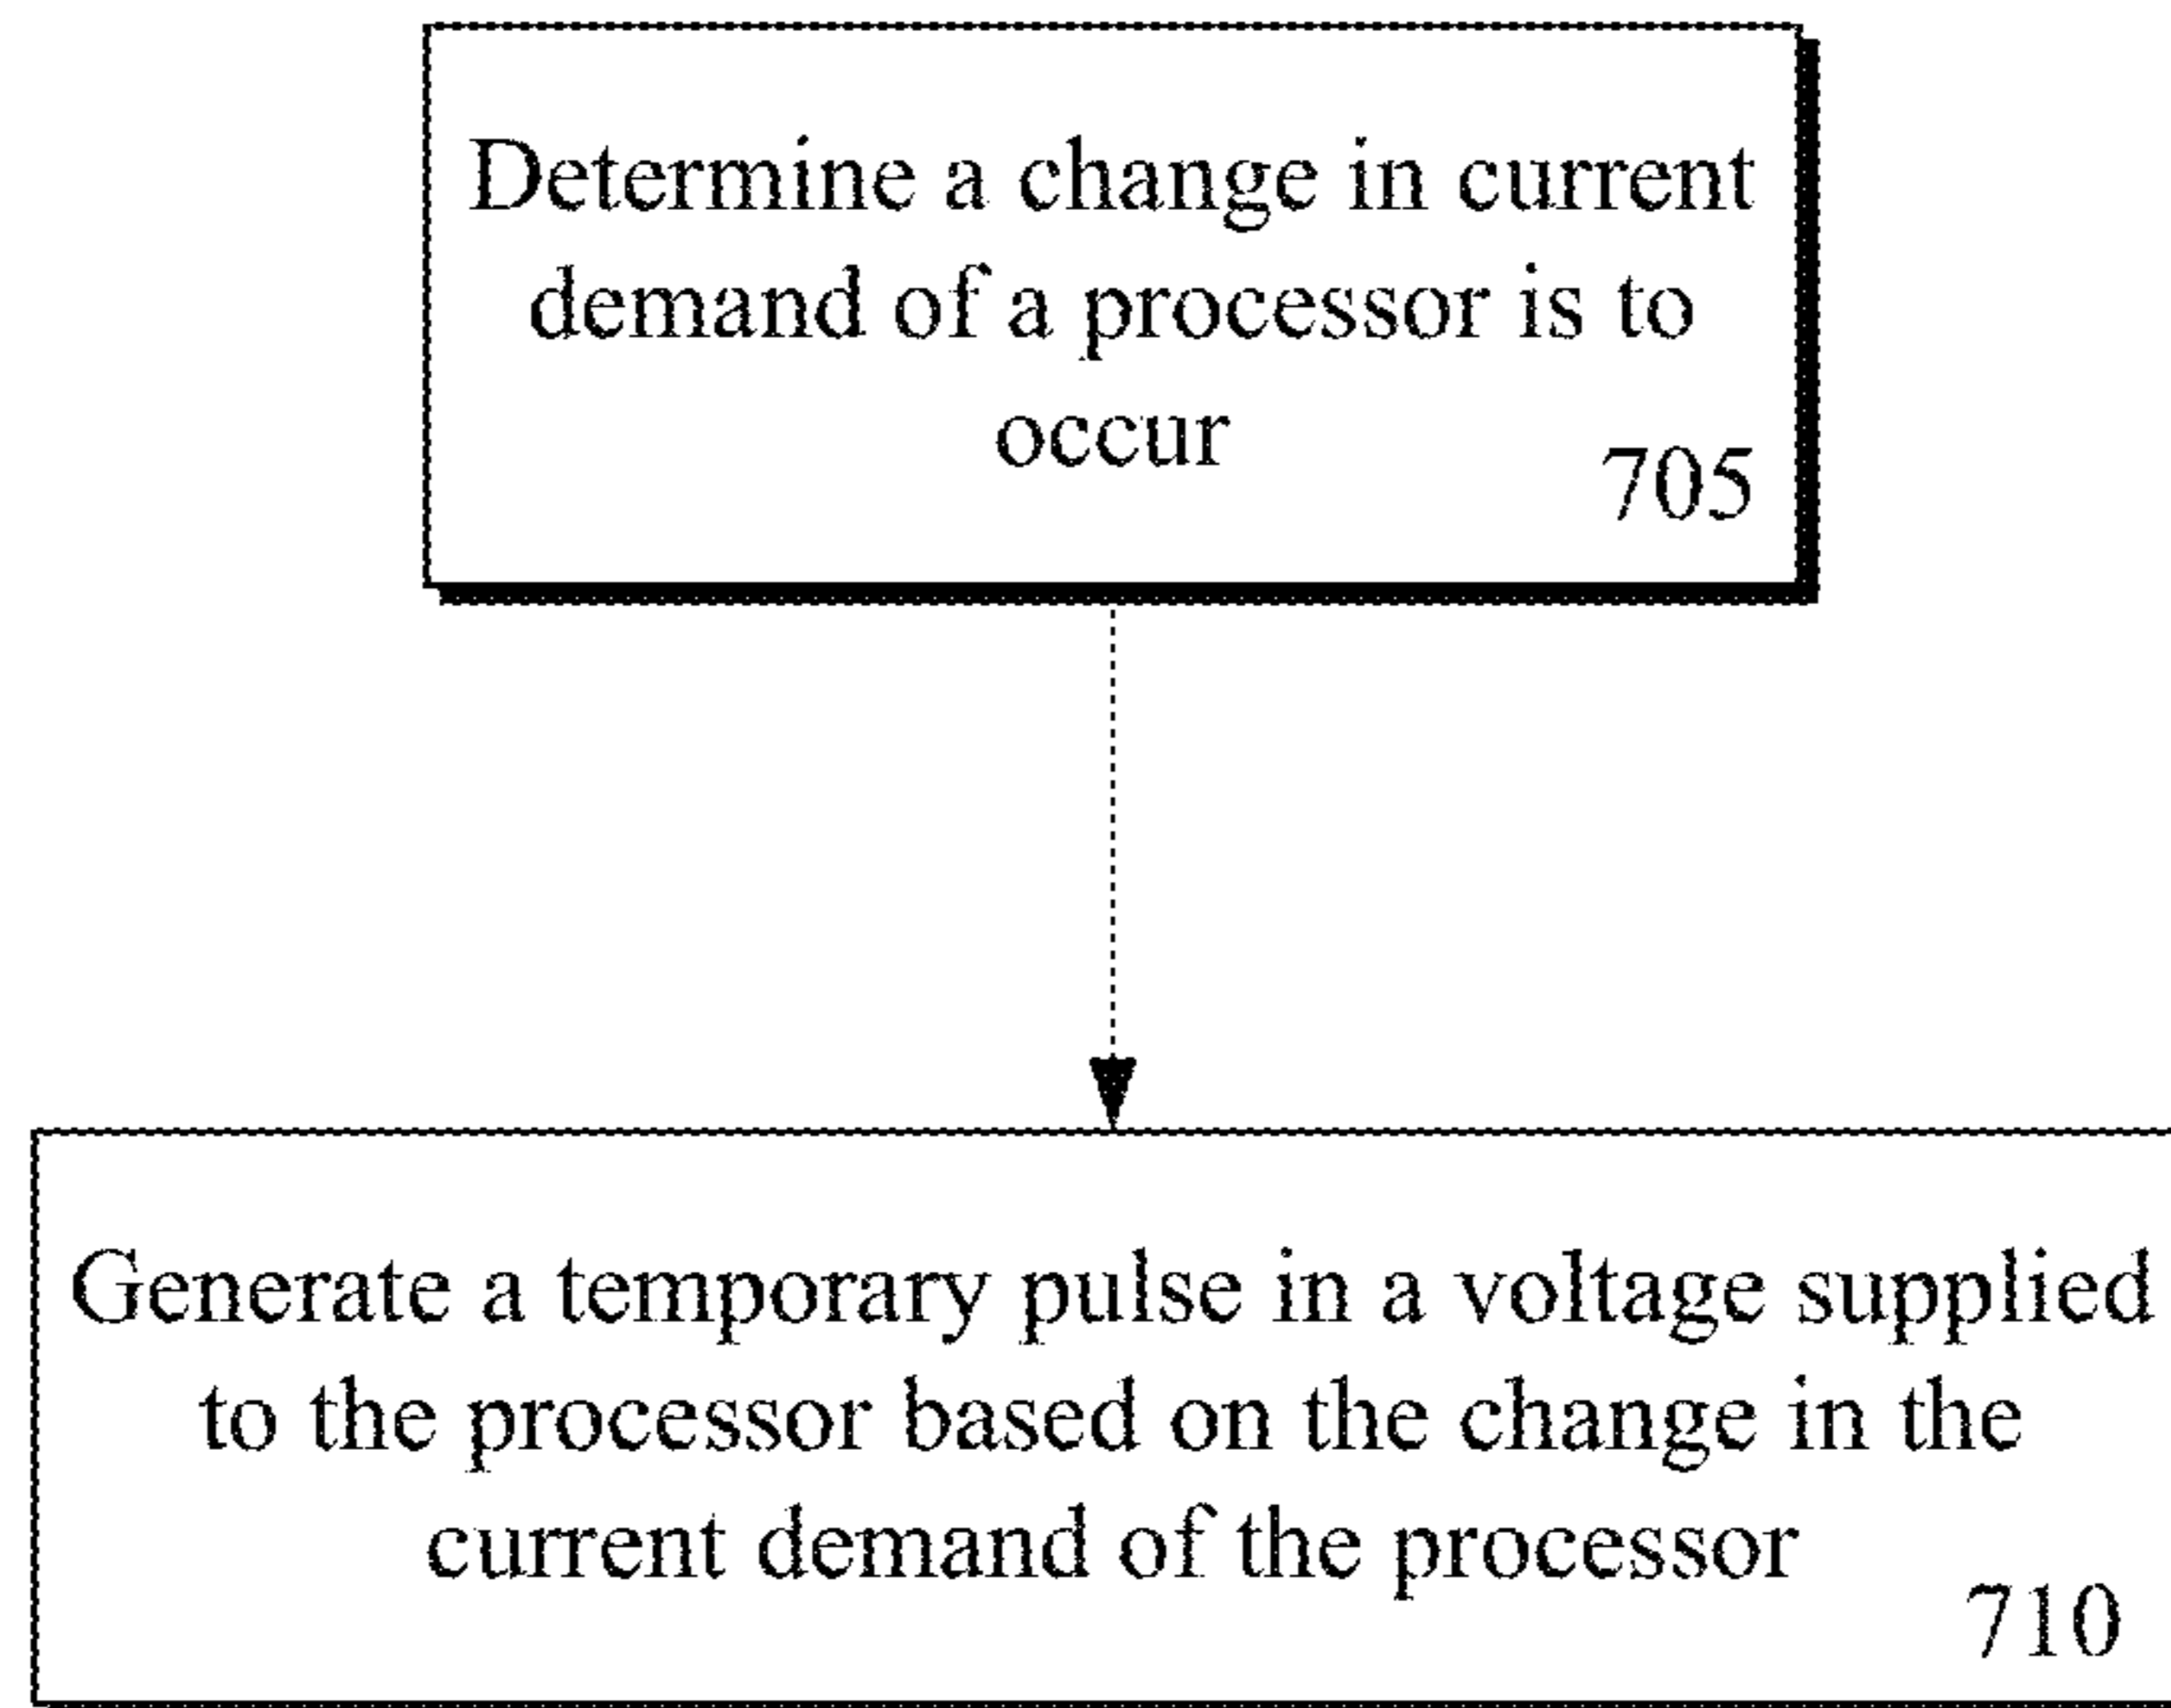 Determine a change in current
demand of a processor is to
occur
705
Generate a temporary pulse in a voltage supplied
to the processor based on the change in the
current demand of the processor
710